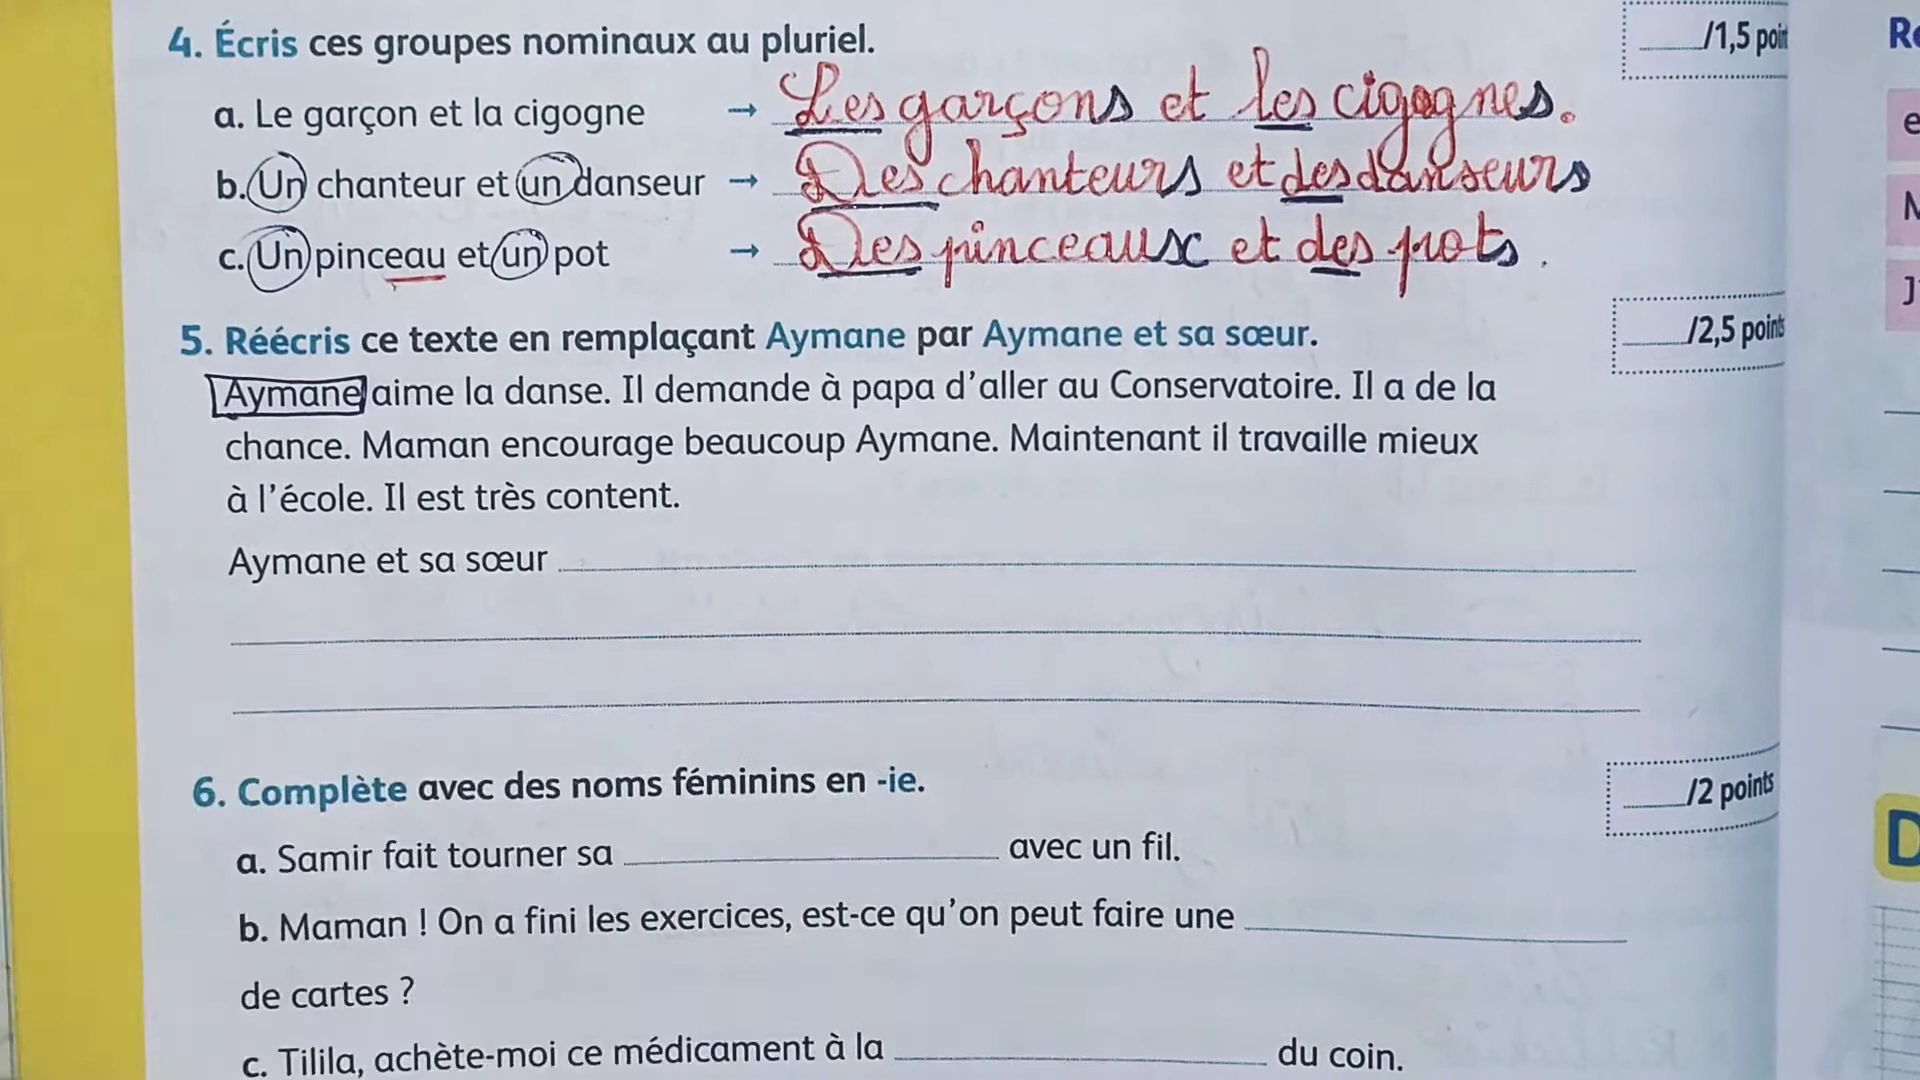 4. Écris ces groupes nominaux au pluriel.
/1,5 poin
a. Le garçon et la cigogne → Les garçons et les cigognes.
b. Un chanteur et un danseur → Des chanteurs et des danseurs
c. Un pinceau et un pot → Des pinceaux et des pots.
5. Réécris ce texte en remplaçant Aymane par Aymane et sa sœur.
/2,5 points
Aymane aime la danse. Il demande à papa d'aller au Conservatoire. Il a de la
chance. Maman encourage beaucoup Aymane. Maintenant il travaille mieux
à l'école. Il est très content.
Aymane et sa sœur
6. Complète avec des noms féminins en -ie.
/2 points
a. Samir fait tourner sa avec un fil.
b. Maman ! On a fini les exercices, est-ce qu'on peut faire une
de cartes ?
c. Tilila, achète-moi ce médicament à la du coin.